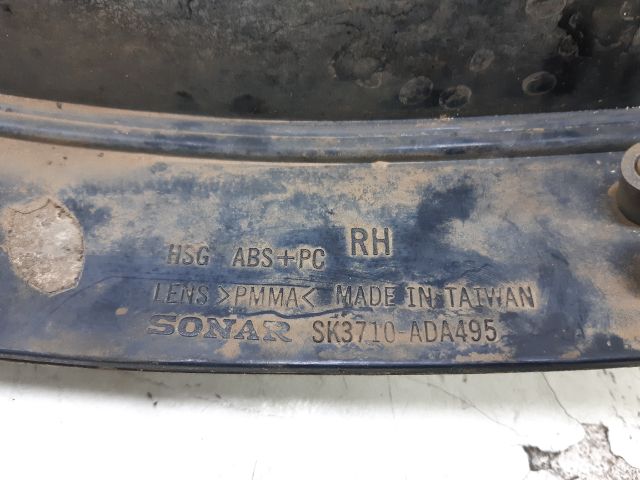 HSG ABS+PC RH
LENS >PMMA< MADE IN TAIWAN
SONAR SK3710-ADA495